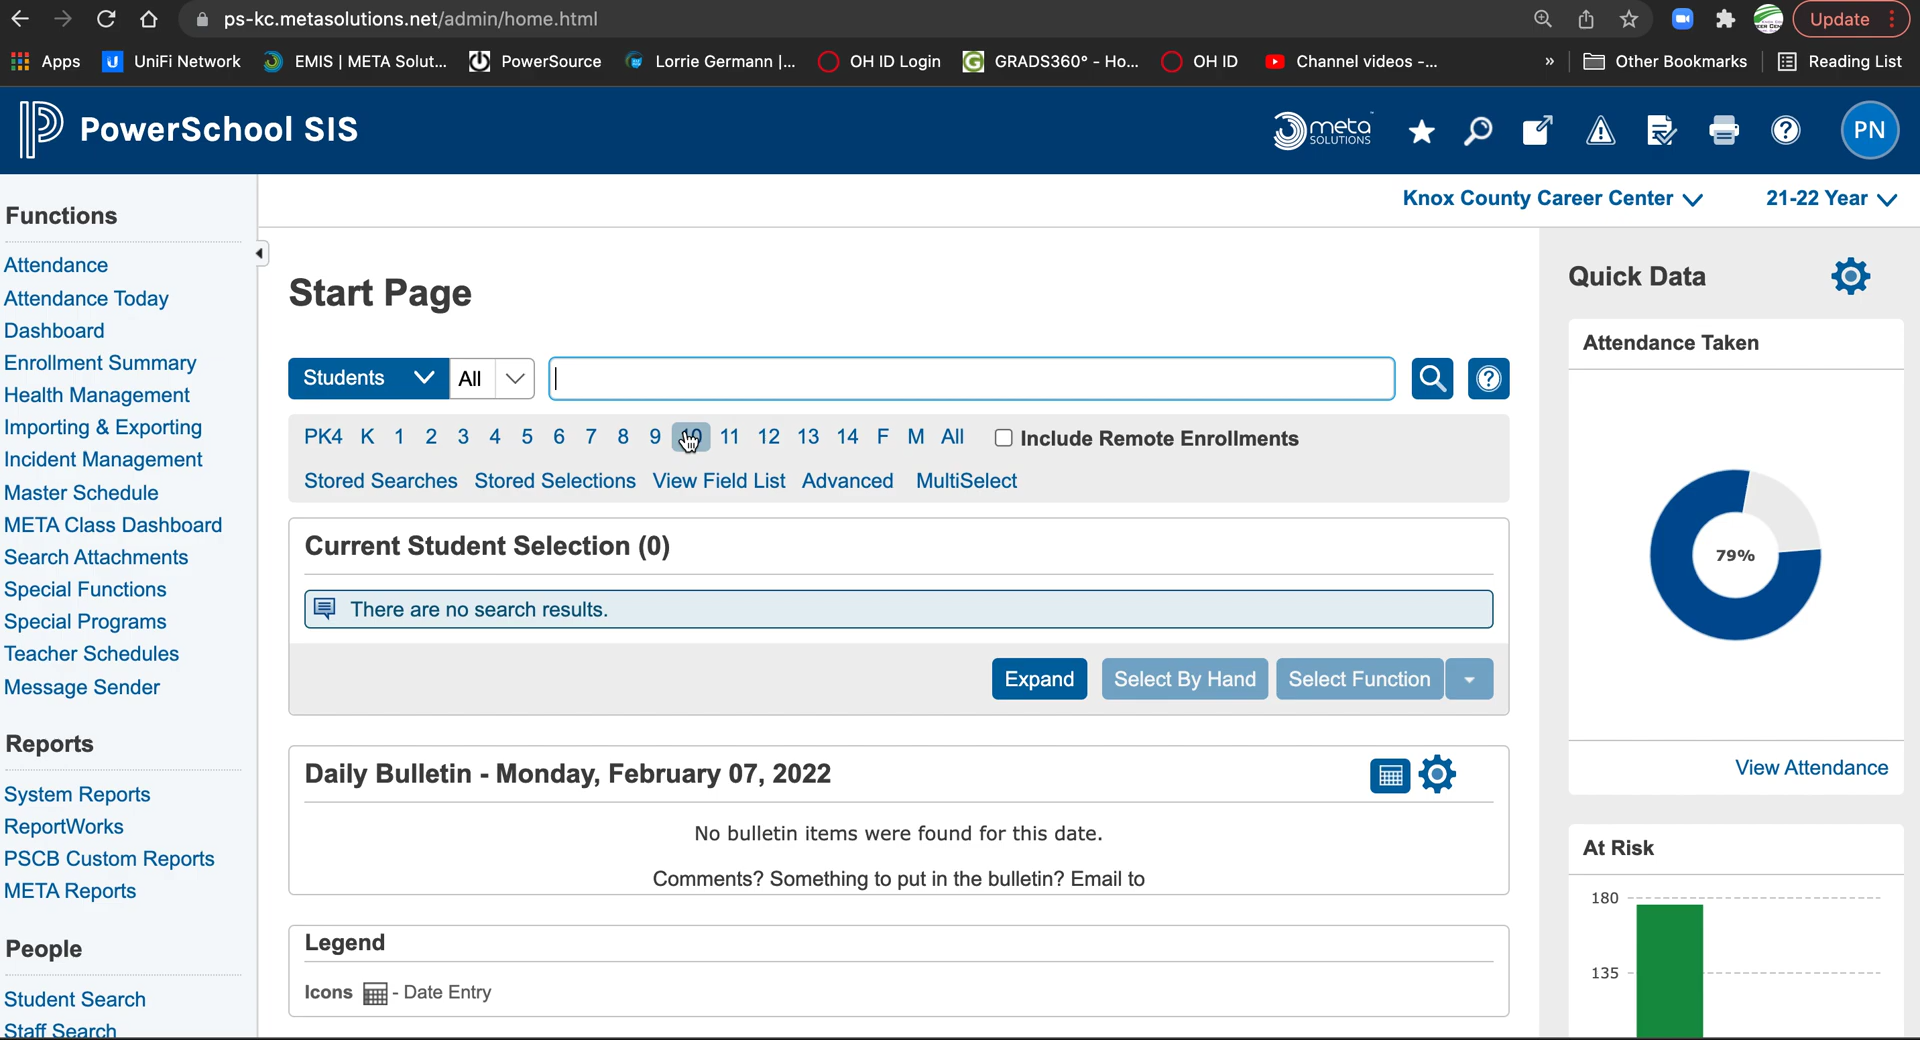 ps-kc.metasolutions.net/admin/home.html
Update
Apps
UniFi Network
EMIS | META Solut...
PowerSource
Lorrie Germann |...
OH ID Login
GRADS360° - Ho...
OH ID
Channel videos -...
»
Other Bookmarks
Reading List
PowerSchool SIS
meta SOLUTIONS
PN
Knox County Career Center
21-22 Year
Functions
Attendance
Attendance Today
Dashboard
Enrollment Summary
Health Management
Importing & Exporting
Incident Management
Master Schedule
META Class Dashboard
Search Attachments
Special Functions
Special Programs
Teacher Schedules
Message Sender
Reports
System Reports
ReportWorks
PSCB Custom Reports
META Reports
People
Student Search
Staff Search
Start Page
Students All
PK4 K 1 2 3 4 5 6 7 8 9 10 11 12 13 14 F M All Include Remote Enrollments
Stored Searches Stored Selections View Field List Advanced MultiSelect
Current Student Selection (0)
There are no search results.
Expand Select By Hand Select Function
Daily Bulletin - Monday, February 07, 2022
No bulletin items were found for this date.
Comments? Something to put in the bulletin? Email to
Legend
Icons - Date Entry
Quick Data
Attendance Taken
79%
View Attendance
At Risk
180
135